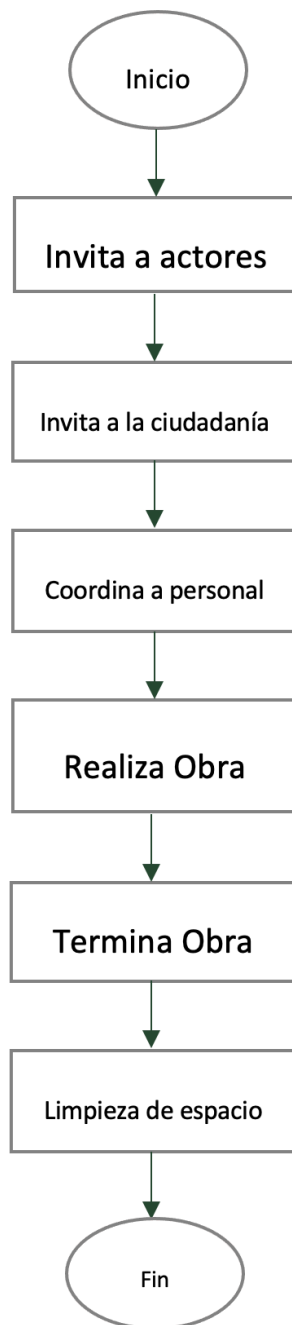 Inicio
Invita a actores
Invita a la ciudadanía
Coordina a personal
Realiza Obra
Termina Obra
Limpieza de espacio
Fin